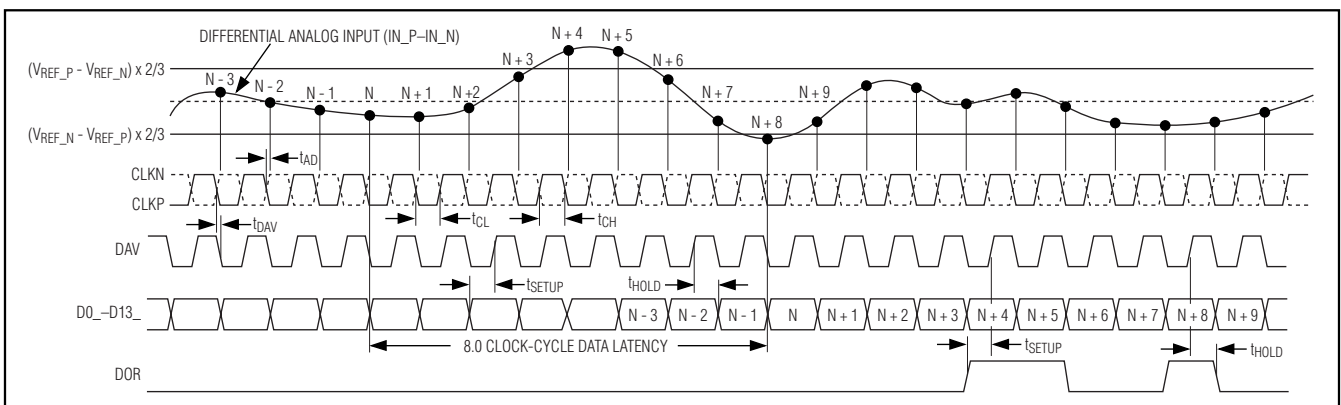 DIFFERENTIAL ANALOG INPUT (IN_P–IN_N)
(VREF_P - VREF_N) x 2/3
N - 3 N - 2 N - 1 N N + 1 N +2 N + 3 N + 4 N + 5 N + 6 N + 7 N + 8 N + 9
(VREF_N - VREF_P) x 2/3
tAD
CLKN
CLKP
tDAV tCL tCH
DAV
tSETUP tHOLD
D0_–D13_ N - 3 N - 2 N - 1 N N + 1 N + 2 N + 3 N + 4 N + 5 N + 6 N + 7 N + 8 N + 9
8.0 CLOCK-CYCLE DATA LATENCY tSETUP tHOLD
DOR